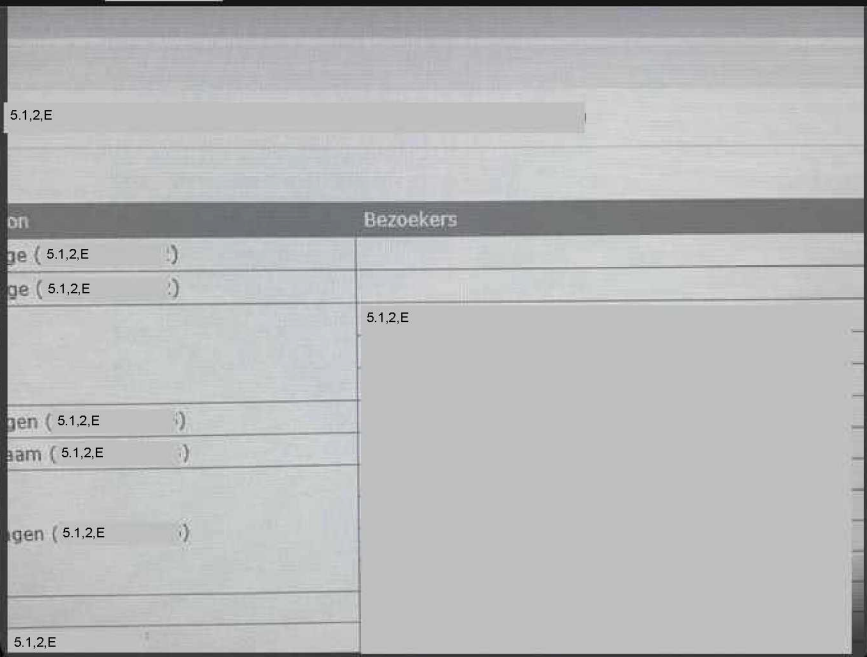 5.1,2,E
on Bezoekers
ge ( 5.1,2,E )
ge ( 5.1,2,E )
5.1,2,E
gen ( 5.1,2,E )
aam ( 5.1,2,E )
gen ( 5.1,2,E )
5.1,2,E